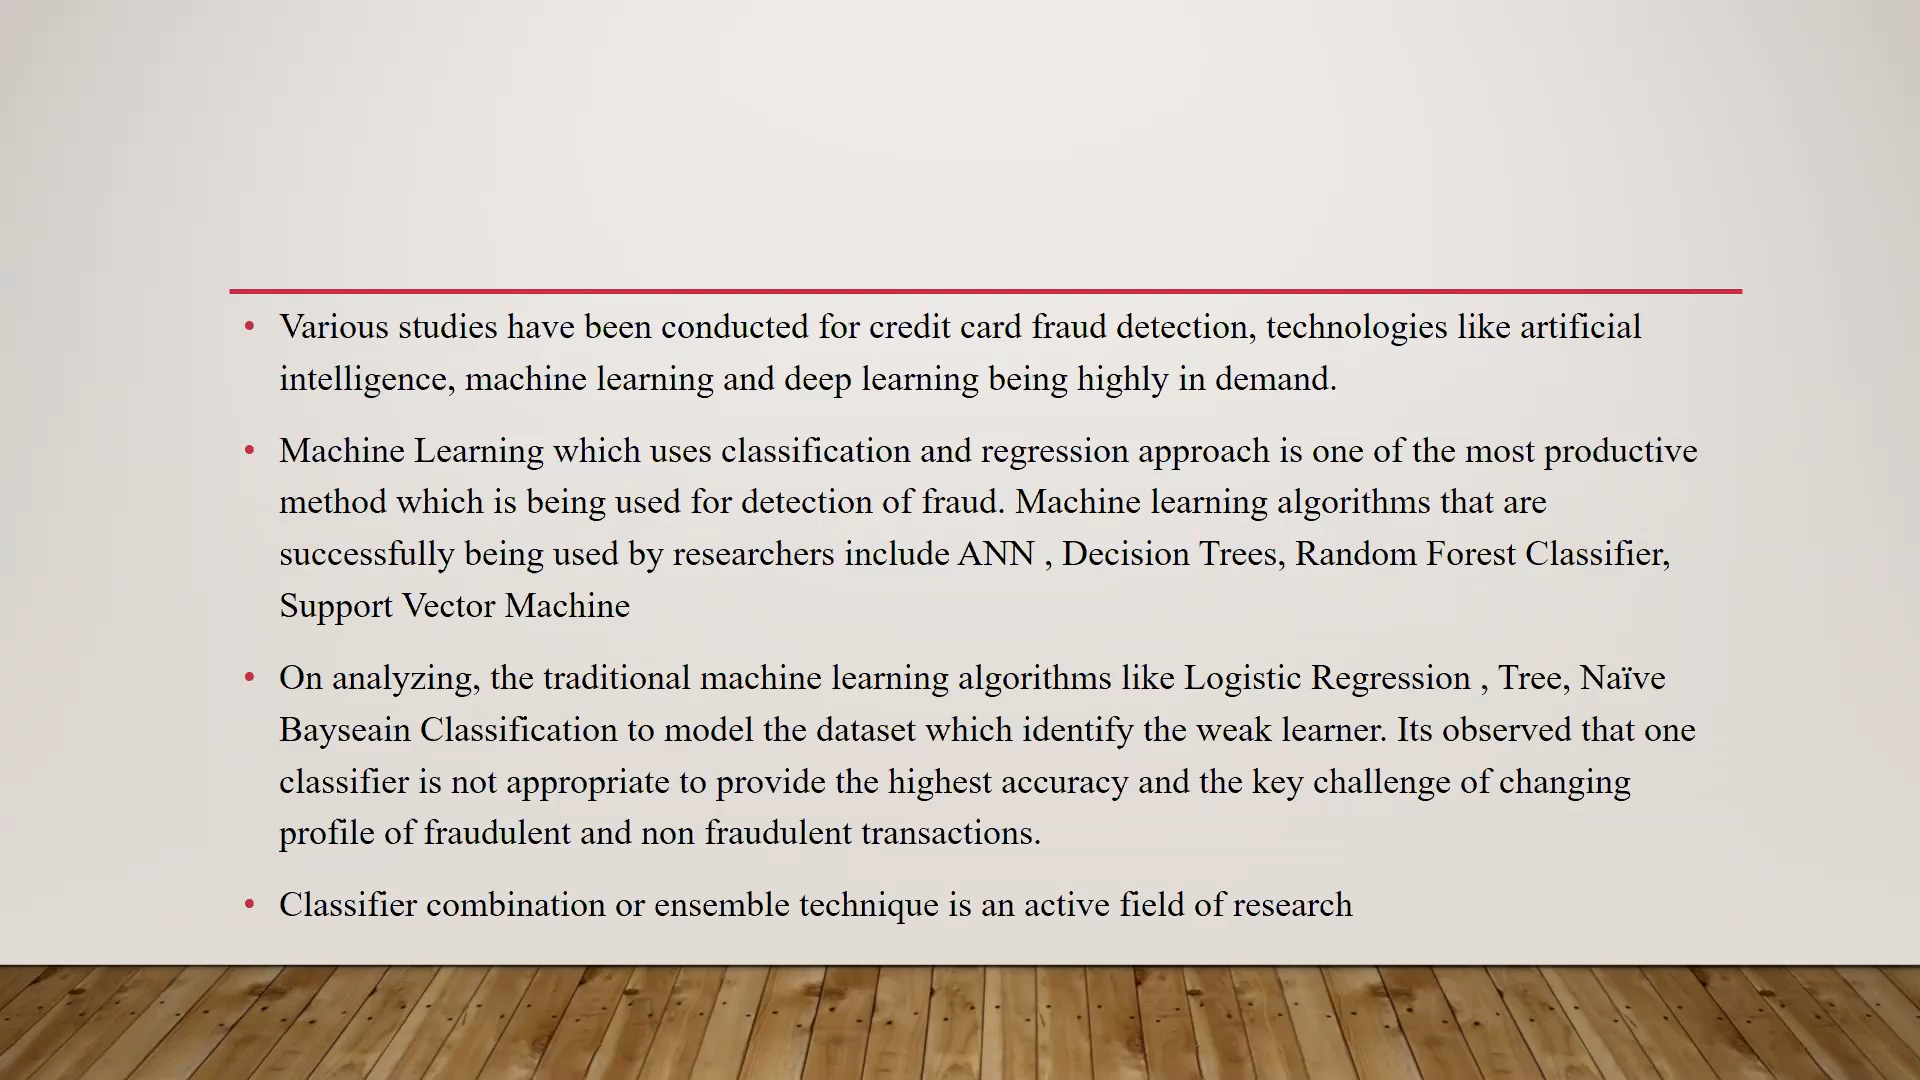 • Various studies have been conducted for credit card fraud detection, technologies like artificial
intelligence, machine learning and deep learning being highly in demand.
• Machine Learning which uses classification and regression approach is one of the most productive
method which is being used for detection of fraud. Machine learning algorithms that are
successfully being used by researchers include ANN , Decision Trees, Random Forest Classifier,
Support Vector Machine
• On analyzing, the traditional machine learning algorithms like Logistic Regression , Tree, Naïve
Bayseain Classification to model the dataset which identify the weak learner. Its observed that one
classifier is not appropriate to provide the highest accuracy and the key challenge of changing
profile of fraudulent and non fraudulent transactions.
• Classifier combination or ensemble technique is an active field of research